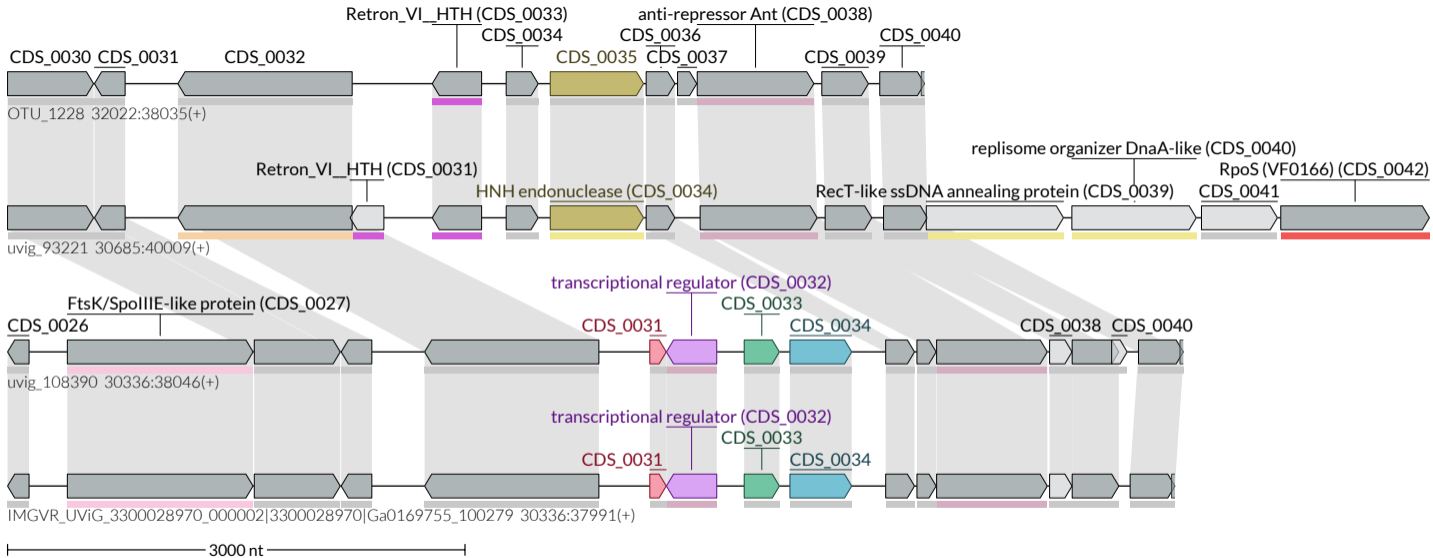 Retron_VI__HTH (CDS_0033)
anti-repressor Ant (CDS_0038)
CDS_0034
CDS_0036
CDS_0040
CDS_0030
CDS_0031
CDS_0032
CDS_0035
CDS_0037
CDS_0039
OTU_1228 32022:38035(+)
replisome organizer DnaA-like (CDS_0040)
Retron_VI__HTH (CDS_0031)
RpoS (VF0166) (CDS_0042)
HNH endonuclease (CDS_0034)
RecT-like ssDNA annealing protein (CDS_0039)
CDS_0041
uvig_93221 30685:40009(+)
transcriptional regulator (CDS_0032)
FtsK/SpoIIIE-like protein (CDS_0027)
CDS_0033
CDS_0026
CDS_0031
CDS_0034
CDS_0038
CDS_0040
uvig_108390 30336:38046(+)
transcriptional regulator (CDS_0032)
CDS_0033
CDS_0031
CDS_0034
IMGVR_UViG_3300028970_000002|3300028970|Ga0169755_100279 30336:37991(+)
3000 nt